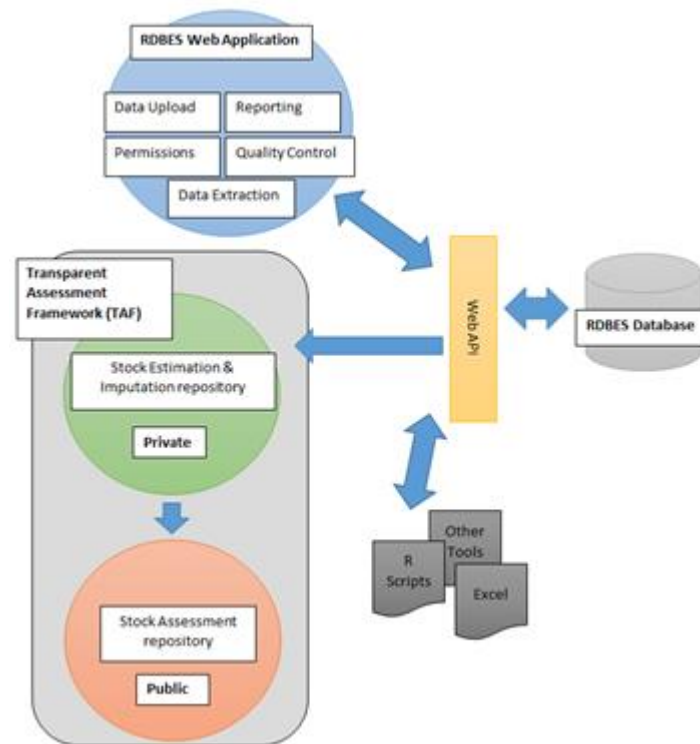 RDBES Web Application
Data Upload
Reporting
Permissions
Quality Control
Data Extraction
Transparent
Assessment
Framework (TAF)
Stock Estimation &
Imputation repository
Private
Stock Assessment
repository
Public
Web API
RDBES Database
Other
Tools
R
Scripts
Excel